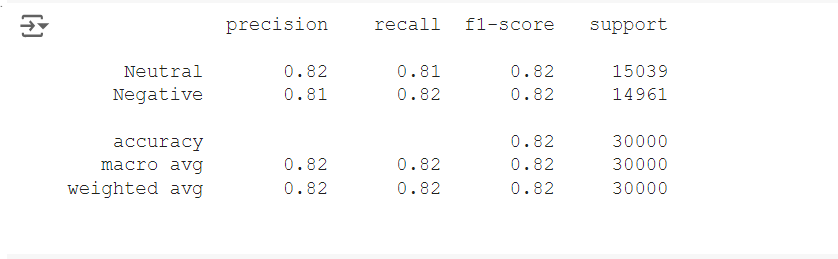 precision recall f1-score support
Neutral 0.82 0.81 0.82 15039
Negative 0.81 0.82 0.82 14961
accuracy 0.82 30000
macro avg 0.82 0.82 0.82 30000
weighted avg 0.82 0.82 0.82 30000